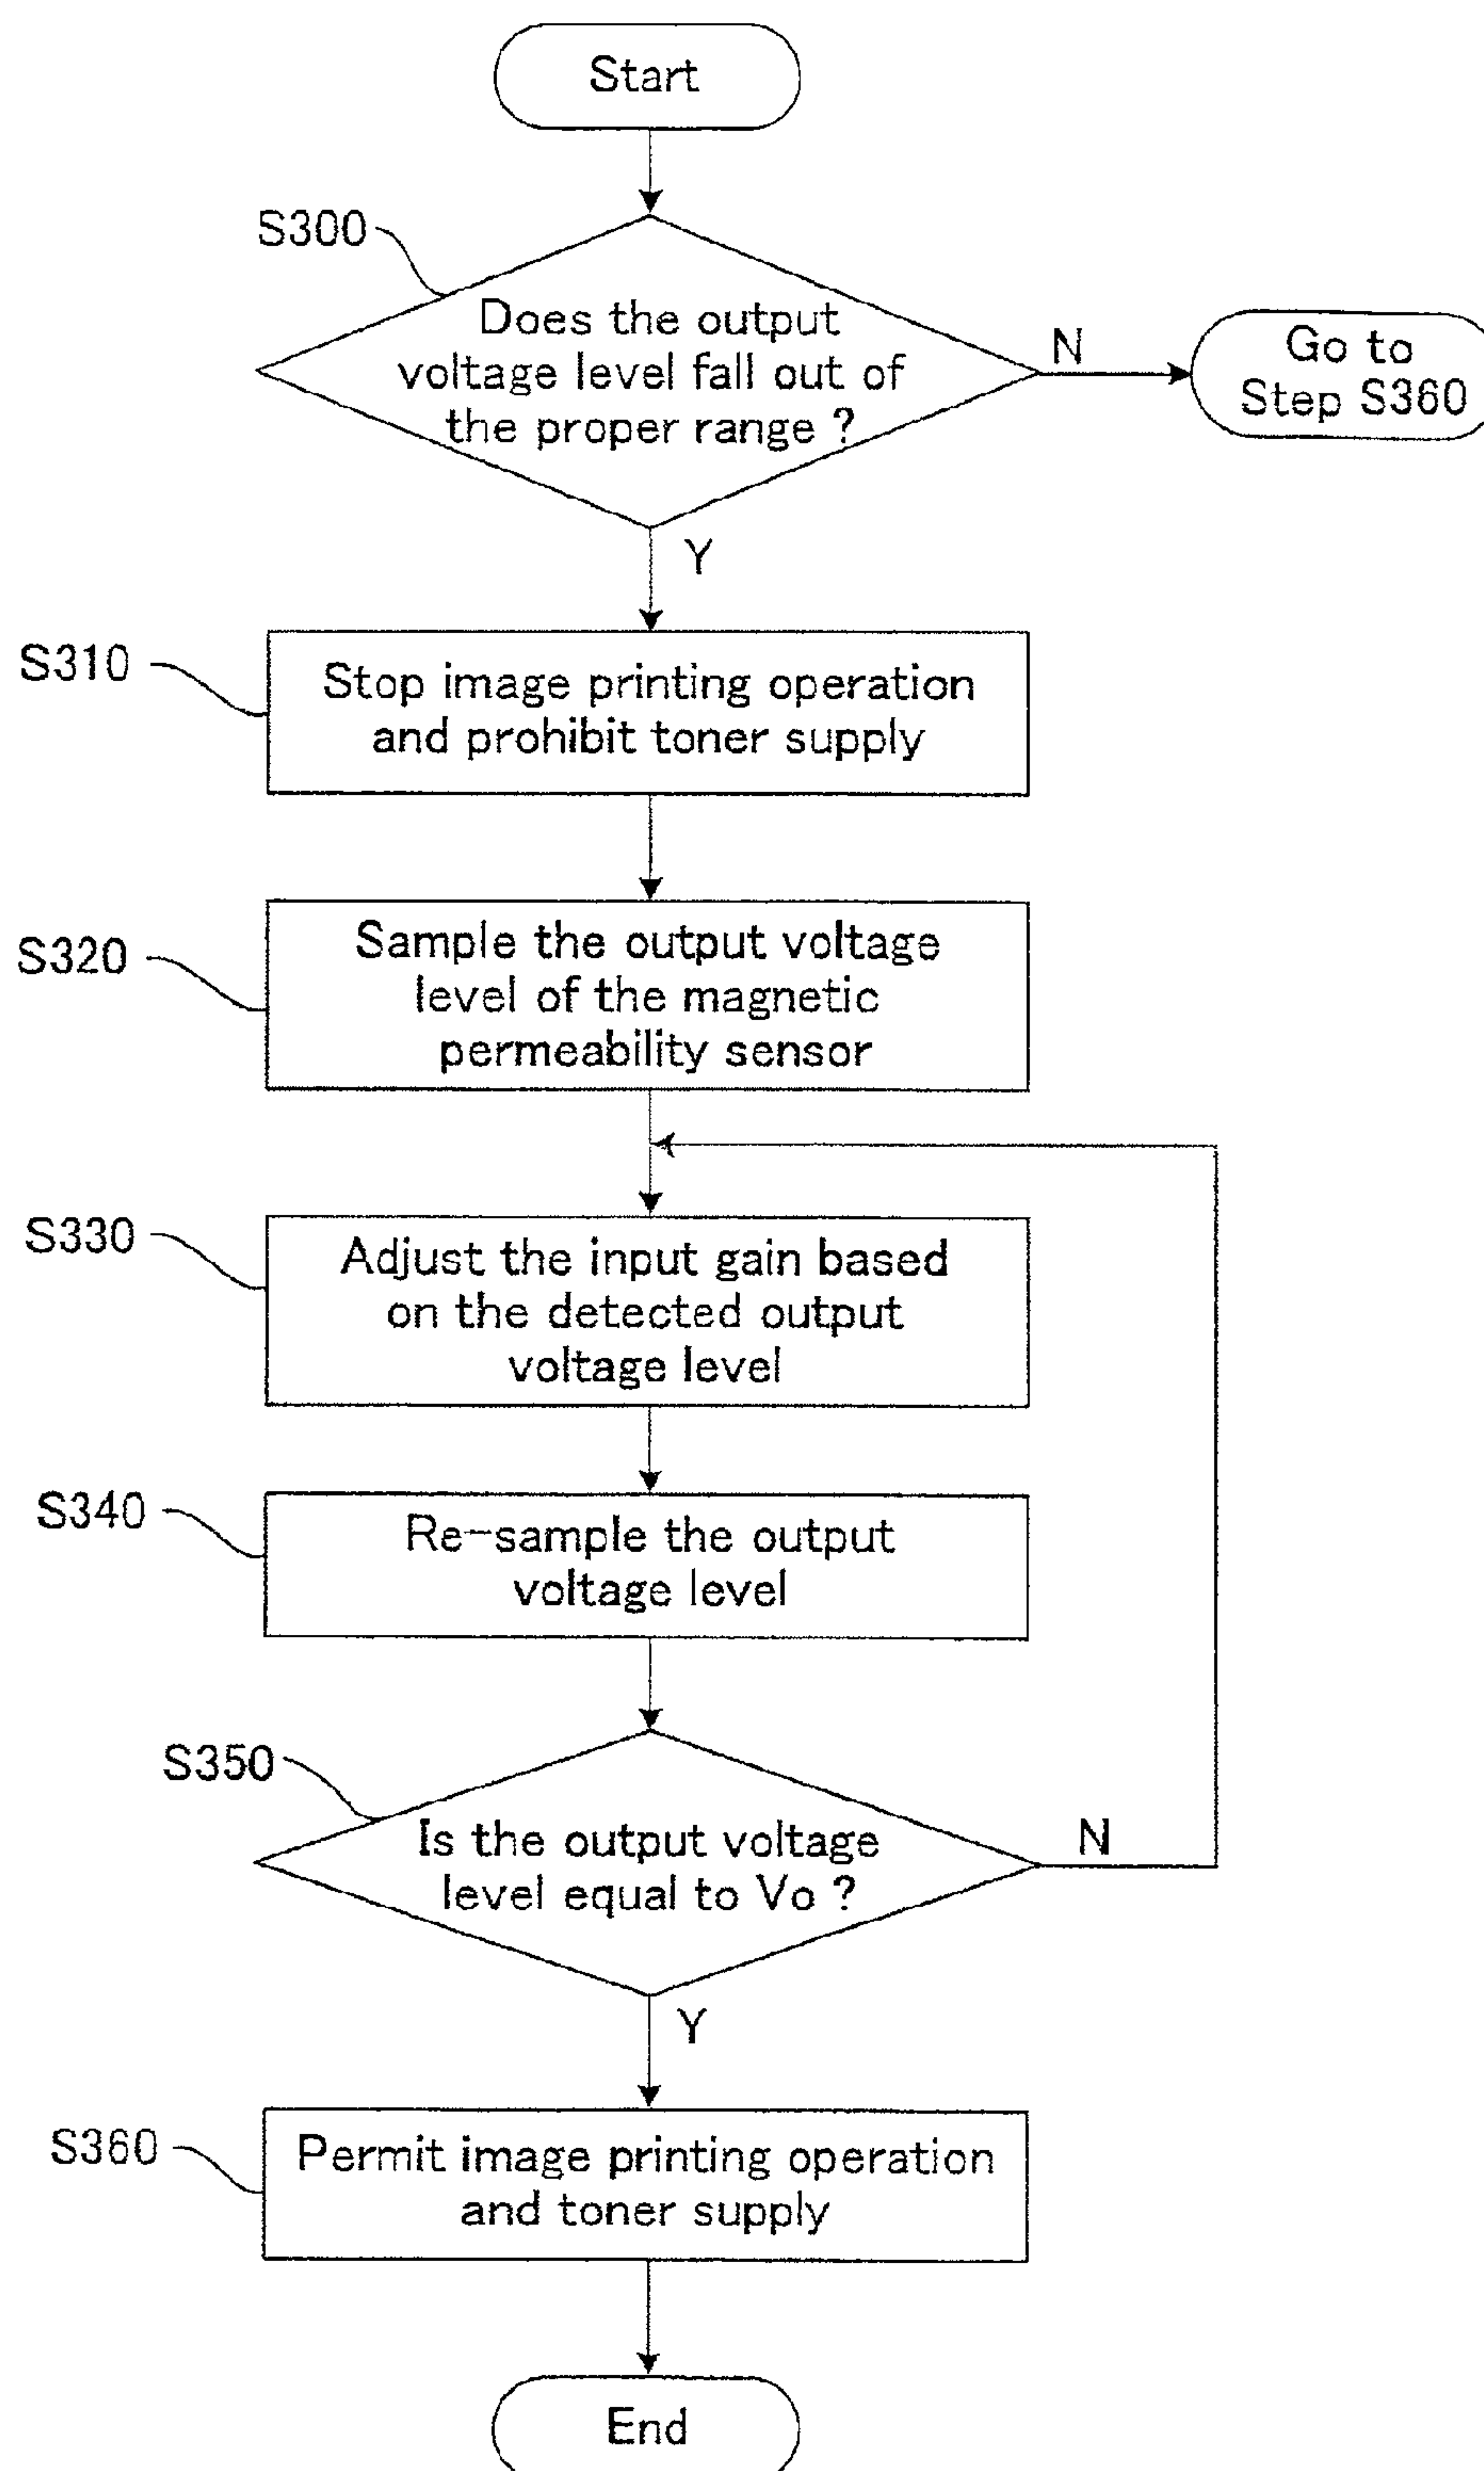 Start
S300
Does the output
voltage level fall out of
the proper range ?
N
Go to
Step S360
Y
S310
Stop image printing operation
and prohibit toner supply
S320
Sample the output voltage
level of the magnetic
permeability sensor
S330
Adjust the input gain based
on the detected output
voltage level
S340
Re-sample the output
voltage level
S350
Is the output voltage
level equal to Vo ?
N
Y
S360
Permit image printing operation
and toner supply
End